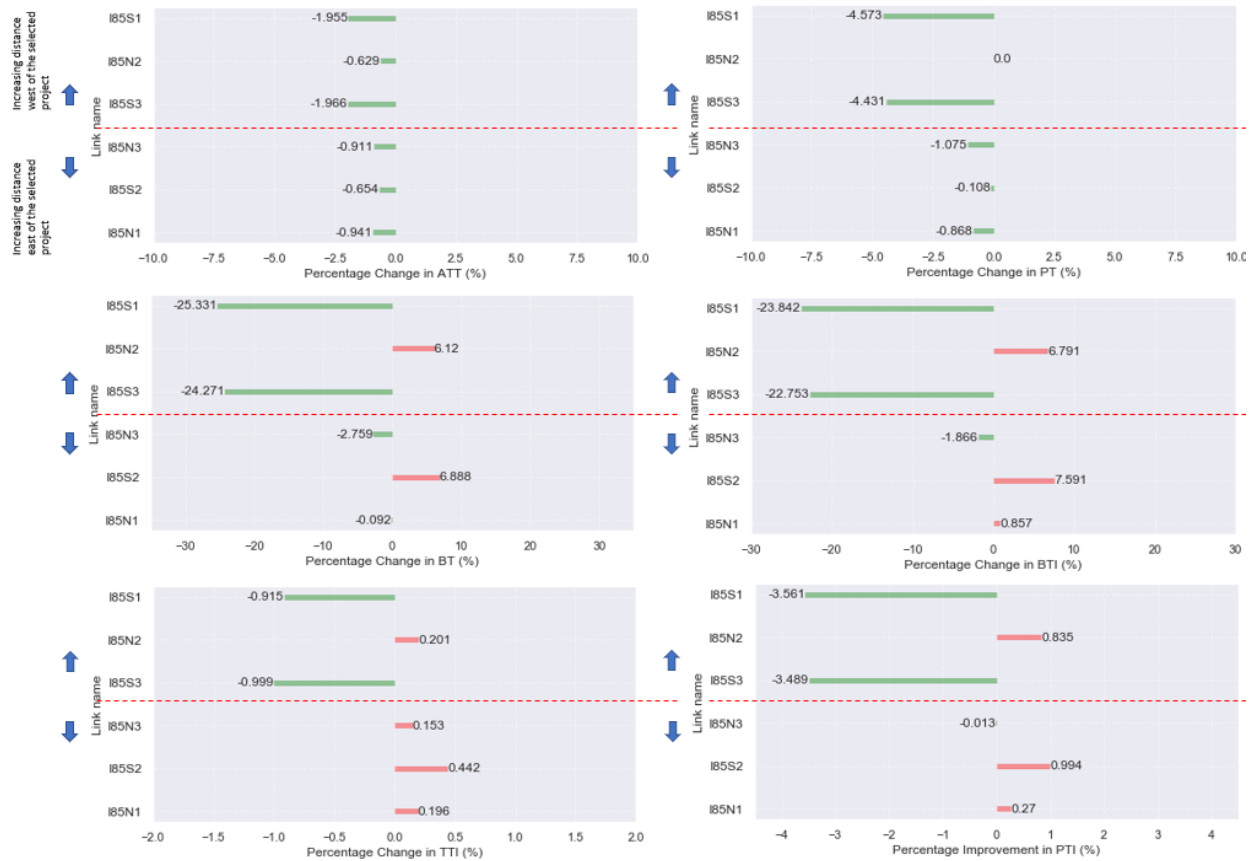 Increasing distance
west of the selected
project
Increasing distance
east of the selected
project
Link name
I85S1
I85N2
I85S3
I85N3
I85S2
I85N1
-1.955
-0.629
-1.966
-0.911
-0.654
-0.941
−10.0 −7.5 −5.0 −2.5 0.0 2.5 5.0 7.5 10.0
Percentage Change in ATT (%)
Link name
I85S1
I85N2
I85S3
I85N3
I85S2
I85N1
-4.573
0.0
-4.431
-1.075
-0.108
-0.868
−10.0 −7.5 −5.0 −2.5 0.0 2.5 5.0 7.5 10.0
Percentage Change in PT (%)
Link name
I85S1
I85N2
I85S3
I85N3
I85S2
I85N1
-25.331
6.12
-24.271
-2.759
6.888
-0.092
−30 −20 −10 0 10 20 30
Percentage Change in BT (%)
Link name
I85S1
I85N2
I85S3
I85N3
I85S2
I85N1
-23.842
6.791
-22.753
-1.866
7.591
0.857
−30 −20 −10 0 10 20 30
Percentage Change in BTI (%)
Link name
I85S1
I85N2
I85S3
I85N3
I85S2
I85N1
-0.915
0.201
-0.999
0.153
0.442
0.196
−2.0 −1.5 −1.0 −0.5 0.0 0.5 1.0 1.5 2.0
Percentage Change in TTI (%)
Link name
I85S1
I85N2
I85S3
I85N3
I85S2
I85N1
-3.561
0.835
-3.489
-0.013
0.994
0.27
−4 −3 −2 −1 0 1 2 3 4
Percentage Improvement in PTI (%)